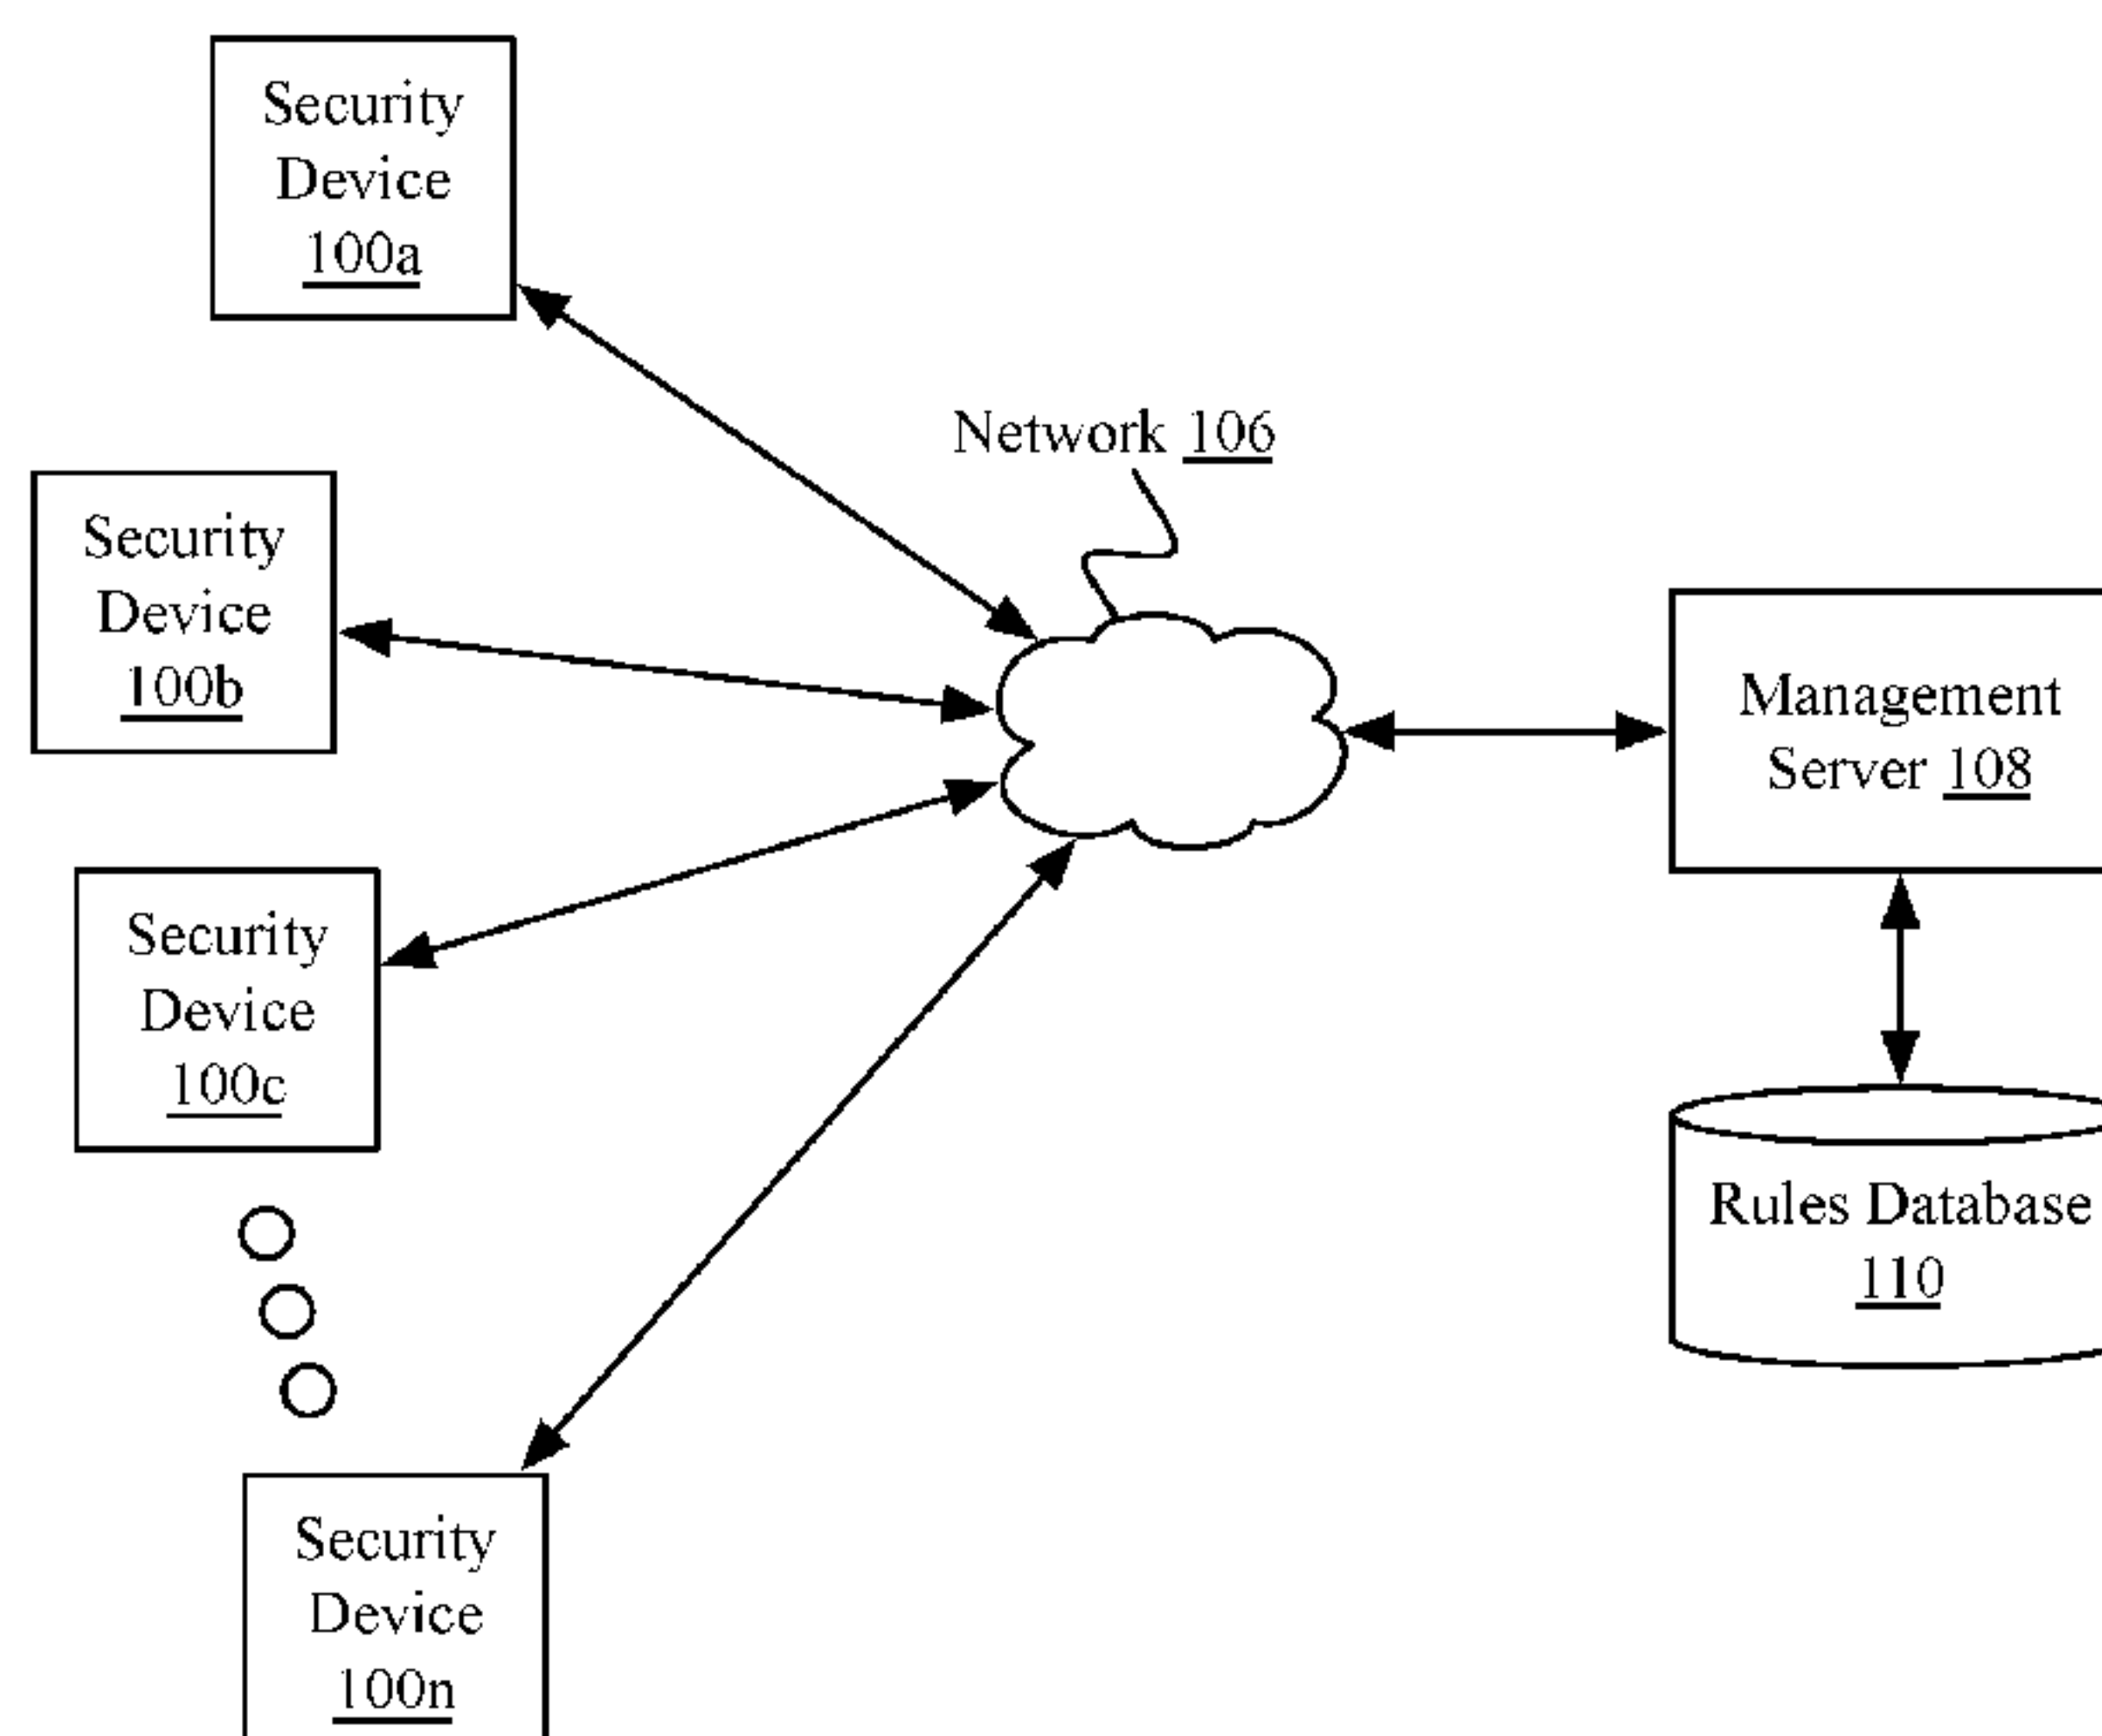 Security
Device
100a
Network 106
Security
Device
100b
Management
Server 108
Security
Device
100c
Rules Database
110
Security
Device
100n